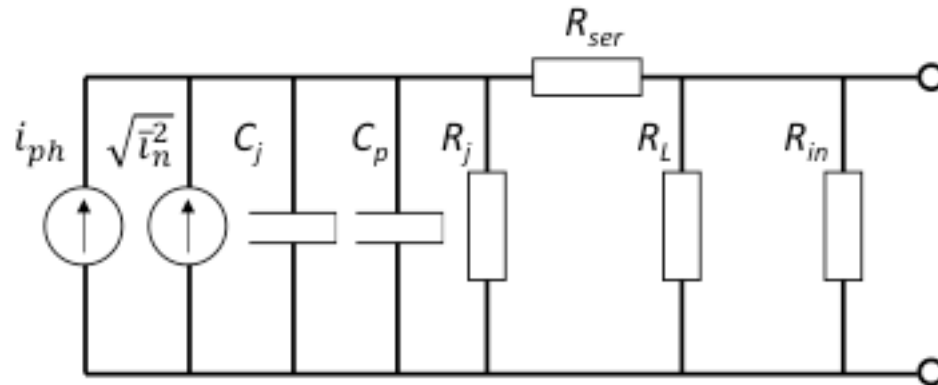 R_ser
i_ph
√(ī_n^2)
C_j
C_p
R_j
R_L
R_in